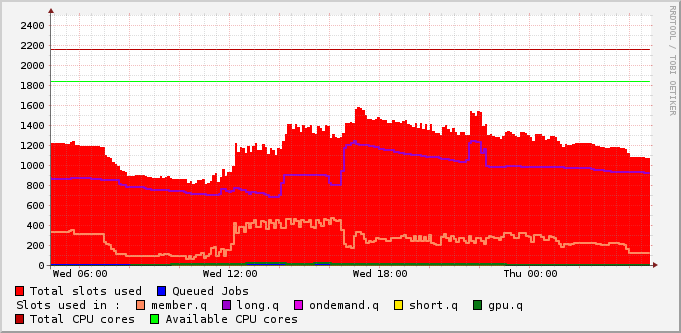 2400
2200
2000
1800
1600
1400
1200
1000
800
600
400
200
0
Wed 06:00 Wed 12:00 Wed 18:00 Thu 00:00
Total slots used Queued Jobs
Slots used in : member.q long.q ondemand.q short.q gpu.q
Total CPU cores Available CPU cores
RRDTOOL / TOBI OETIKER